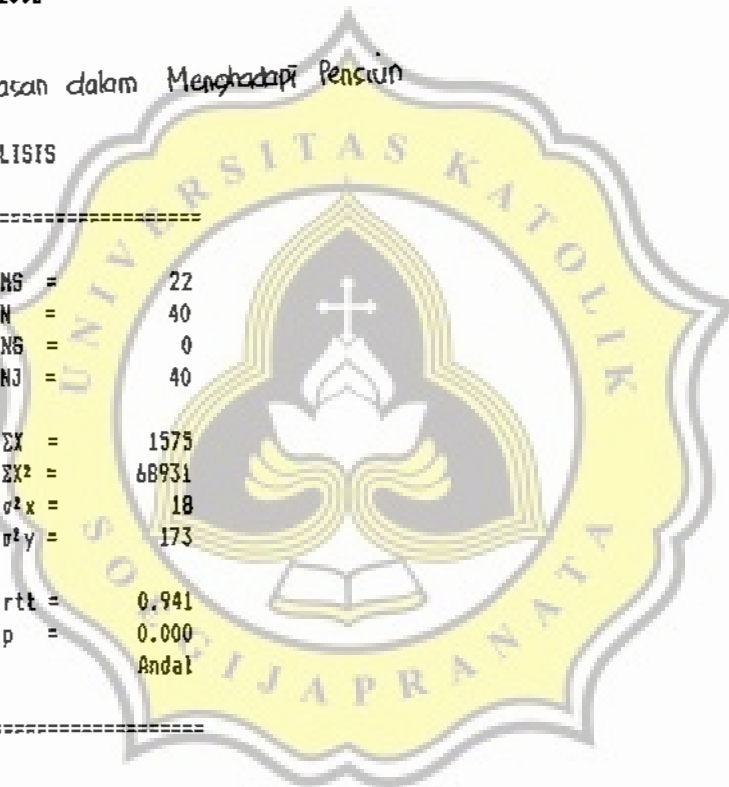 dalam Menghadapi Pensiun
LISIS
====================
NS = 22
N = 40
NG = 0
NJ = 40
ΣX = 1575
ΣX² = 68931
σ²x = 18
σ²y = 173
rtt = 0.941
p = 0.000
Andal
====================
UNIVERSITAS KATOLIK
SOEGIJAPRANATA